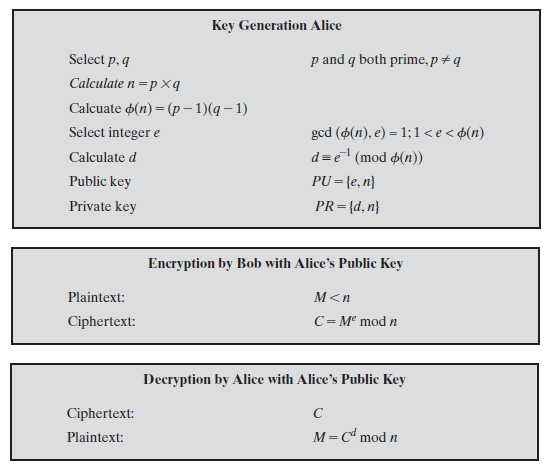 Key Generation Alice
Select p, q p and q both prime, p ≠ q
Calculate n = p × q
Calcuate ϕ(n) = (p − 1)(q − 1)
Select integer e gcd (ϕ(n), e) = 1; 1 < e < ϕ(n)
Calculate d d ≡ e⁻¹ (mod ϕ(n))
Public key PU = {e, n}
Private key PR = {d, n}
Encryption by Bob with Alice’s Public Key
Plaintext: M < n
Ciphertext: C = Mᵉ mod n
Decryption by Alice with Alice’s Public Key
Ciphertext: C
Plaintext: M = Cᵈ mod n